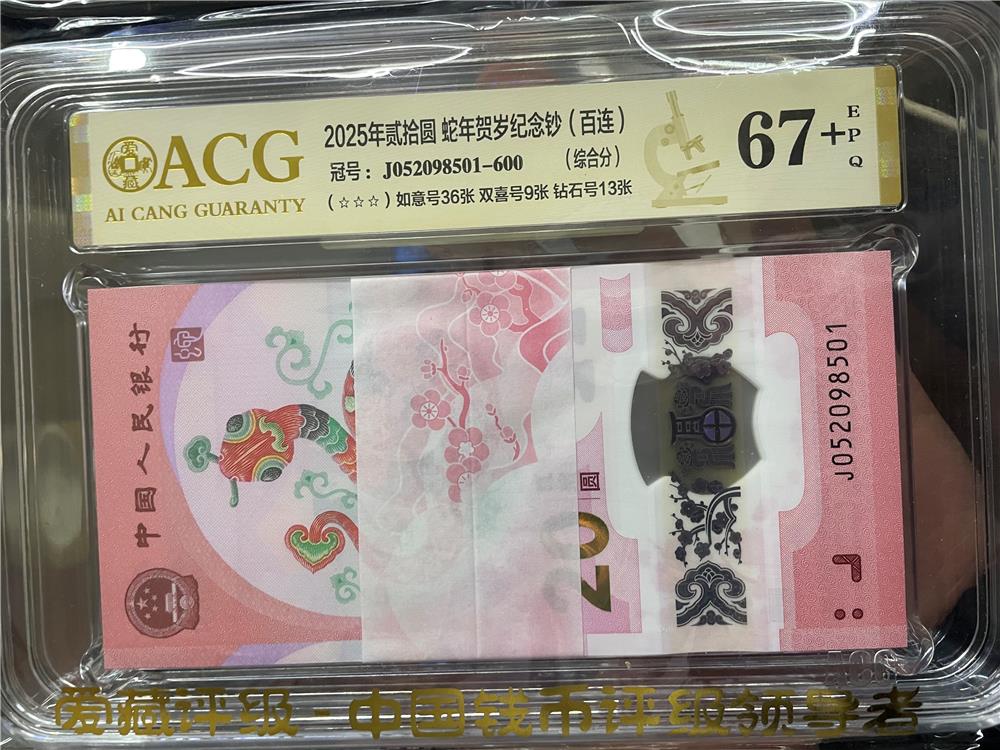 ACG
AI CANG GUARANTY
2025年贰拾圆 蛇年贺岁纪念钞(百连)
冠号: J052098501-600 (综合分)
(☆☆☆) 如意号36张 双喜号9张 钻石号13张
67+
EPQ
中国人民银行
圆
20
J052098501
爱藏评级-中国钱币评级领导者